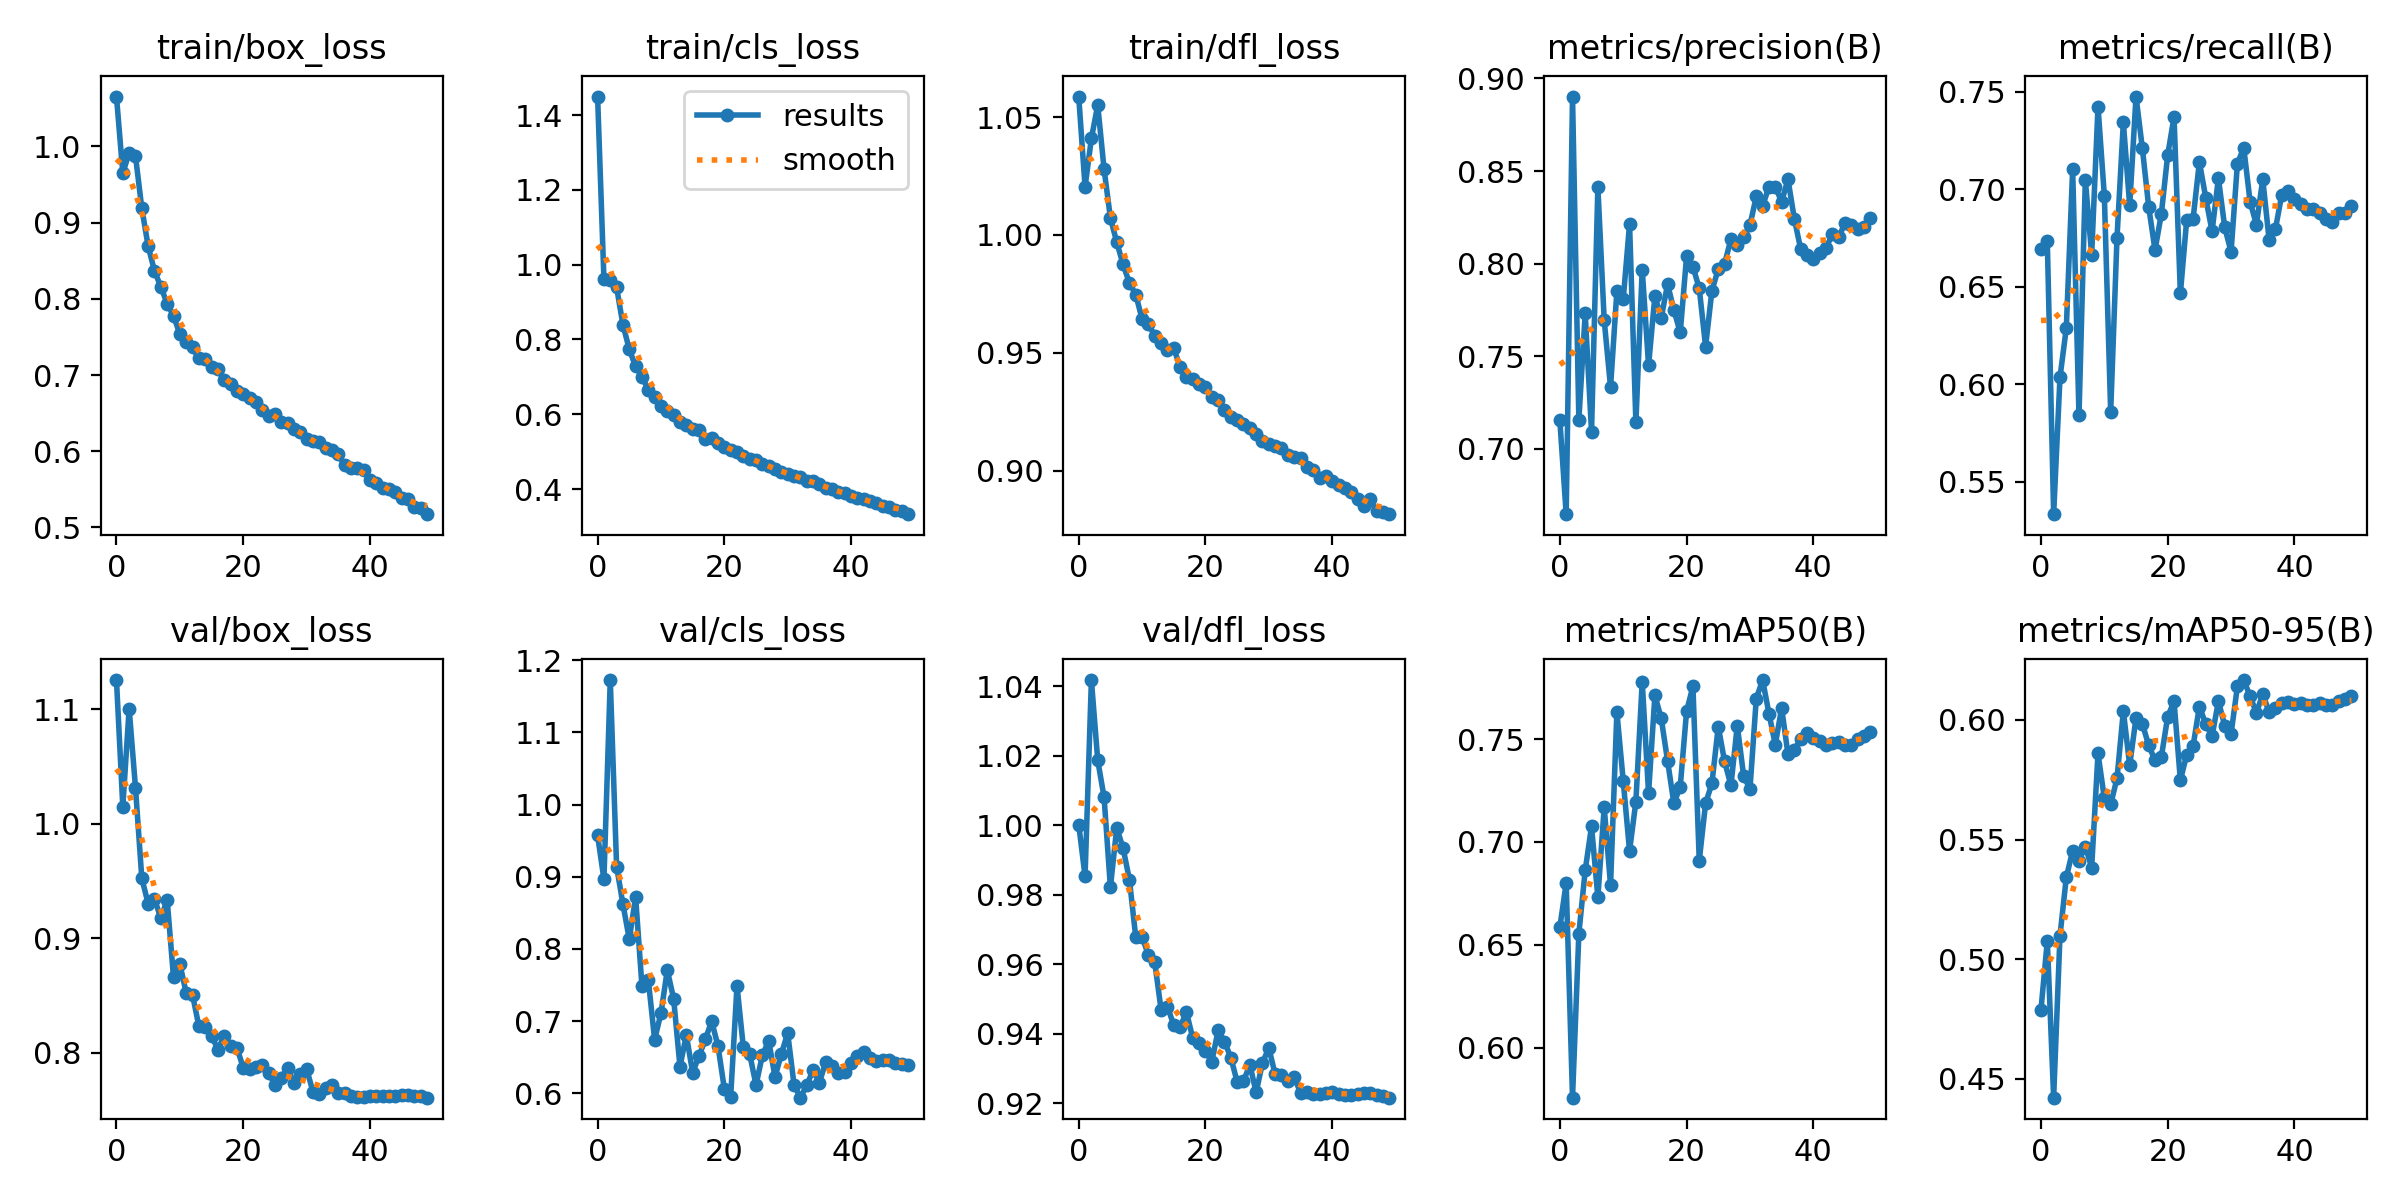 train/box_loss
1.0
0.9
0.8
0.7
0.6
0.5
0 20 40
train/cls_loss
results
smooth
1.4
1.2
1.0
0.8
0.6
0.4
0 20 40
train/dfl_loss
1.05
1.00
0.95
0.90
0 20 40
metrics/precision(B)
0.90
0.85
0.80
0.75
0.70
0 20 40
metrics/recall(B)
0.75
0.70
0.65
0.60
0.55
0 20 40
val/box_loss
1.1
1.0
0.9
0.8
0 20 40
val/cls_loss
1.2
1.1
1.0
0.9
0.8
0.7
0.6
0 20 40
val/dfl_loss
1.04
1.02
1.00
0.98
0.96
0.94
0.92
0 20 40
metrics/mAP50(B)
0.75
0.70
0.65
0.60
0 20 40
metrics/mAP50-95(B)
0.60
0.55
0.50
0.45
0 20 40